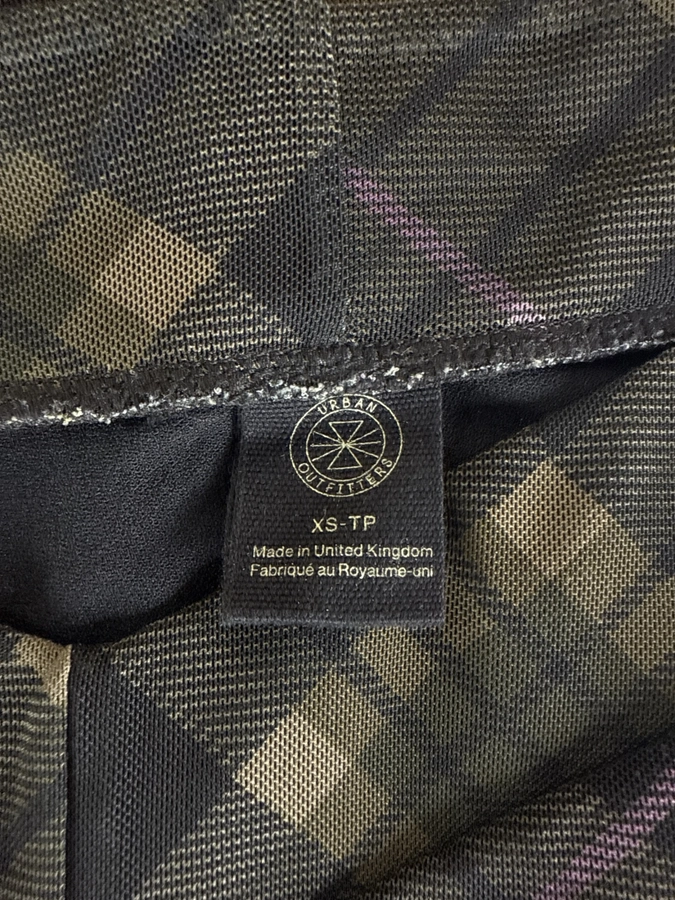 URBAN
OUTFITTERS
XS-TP
Made in United Kingdom
Fabriqué au Royaume-uni